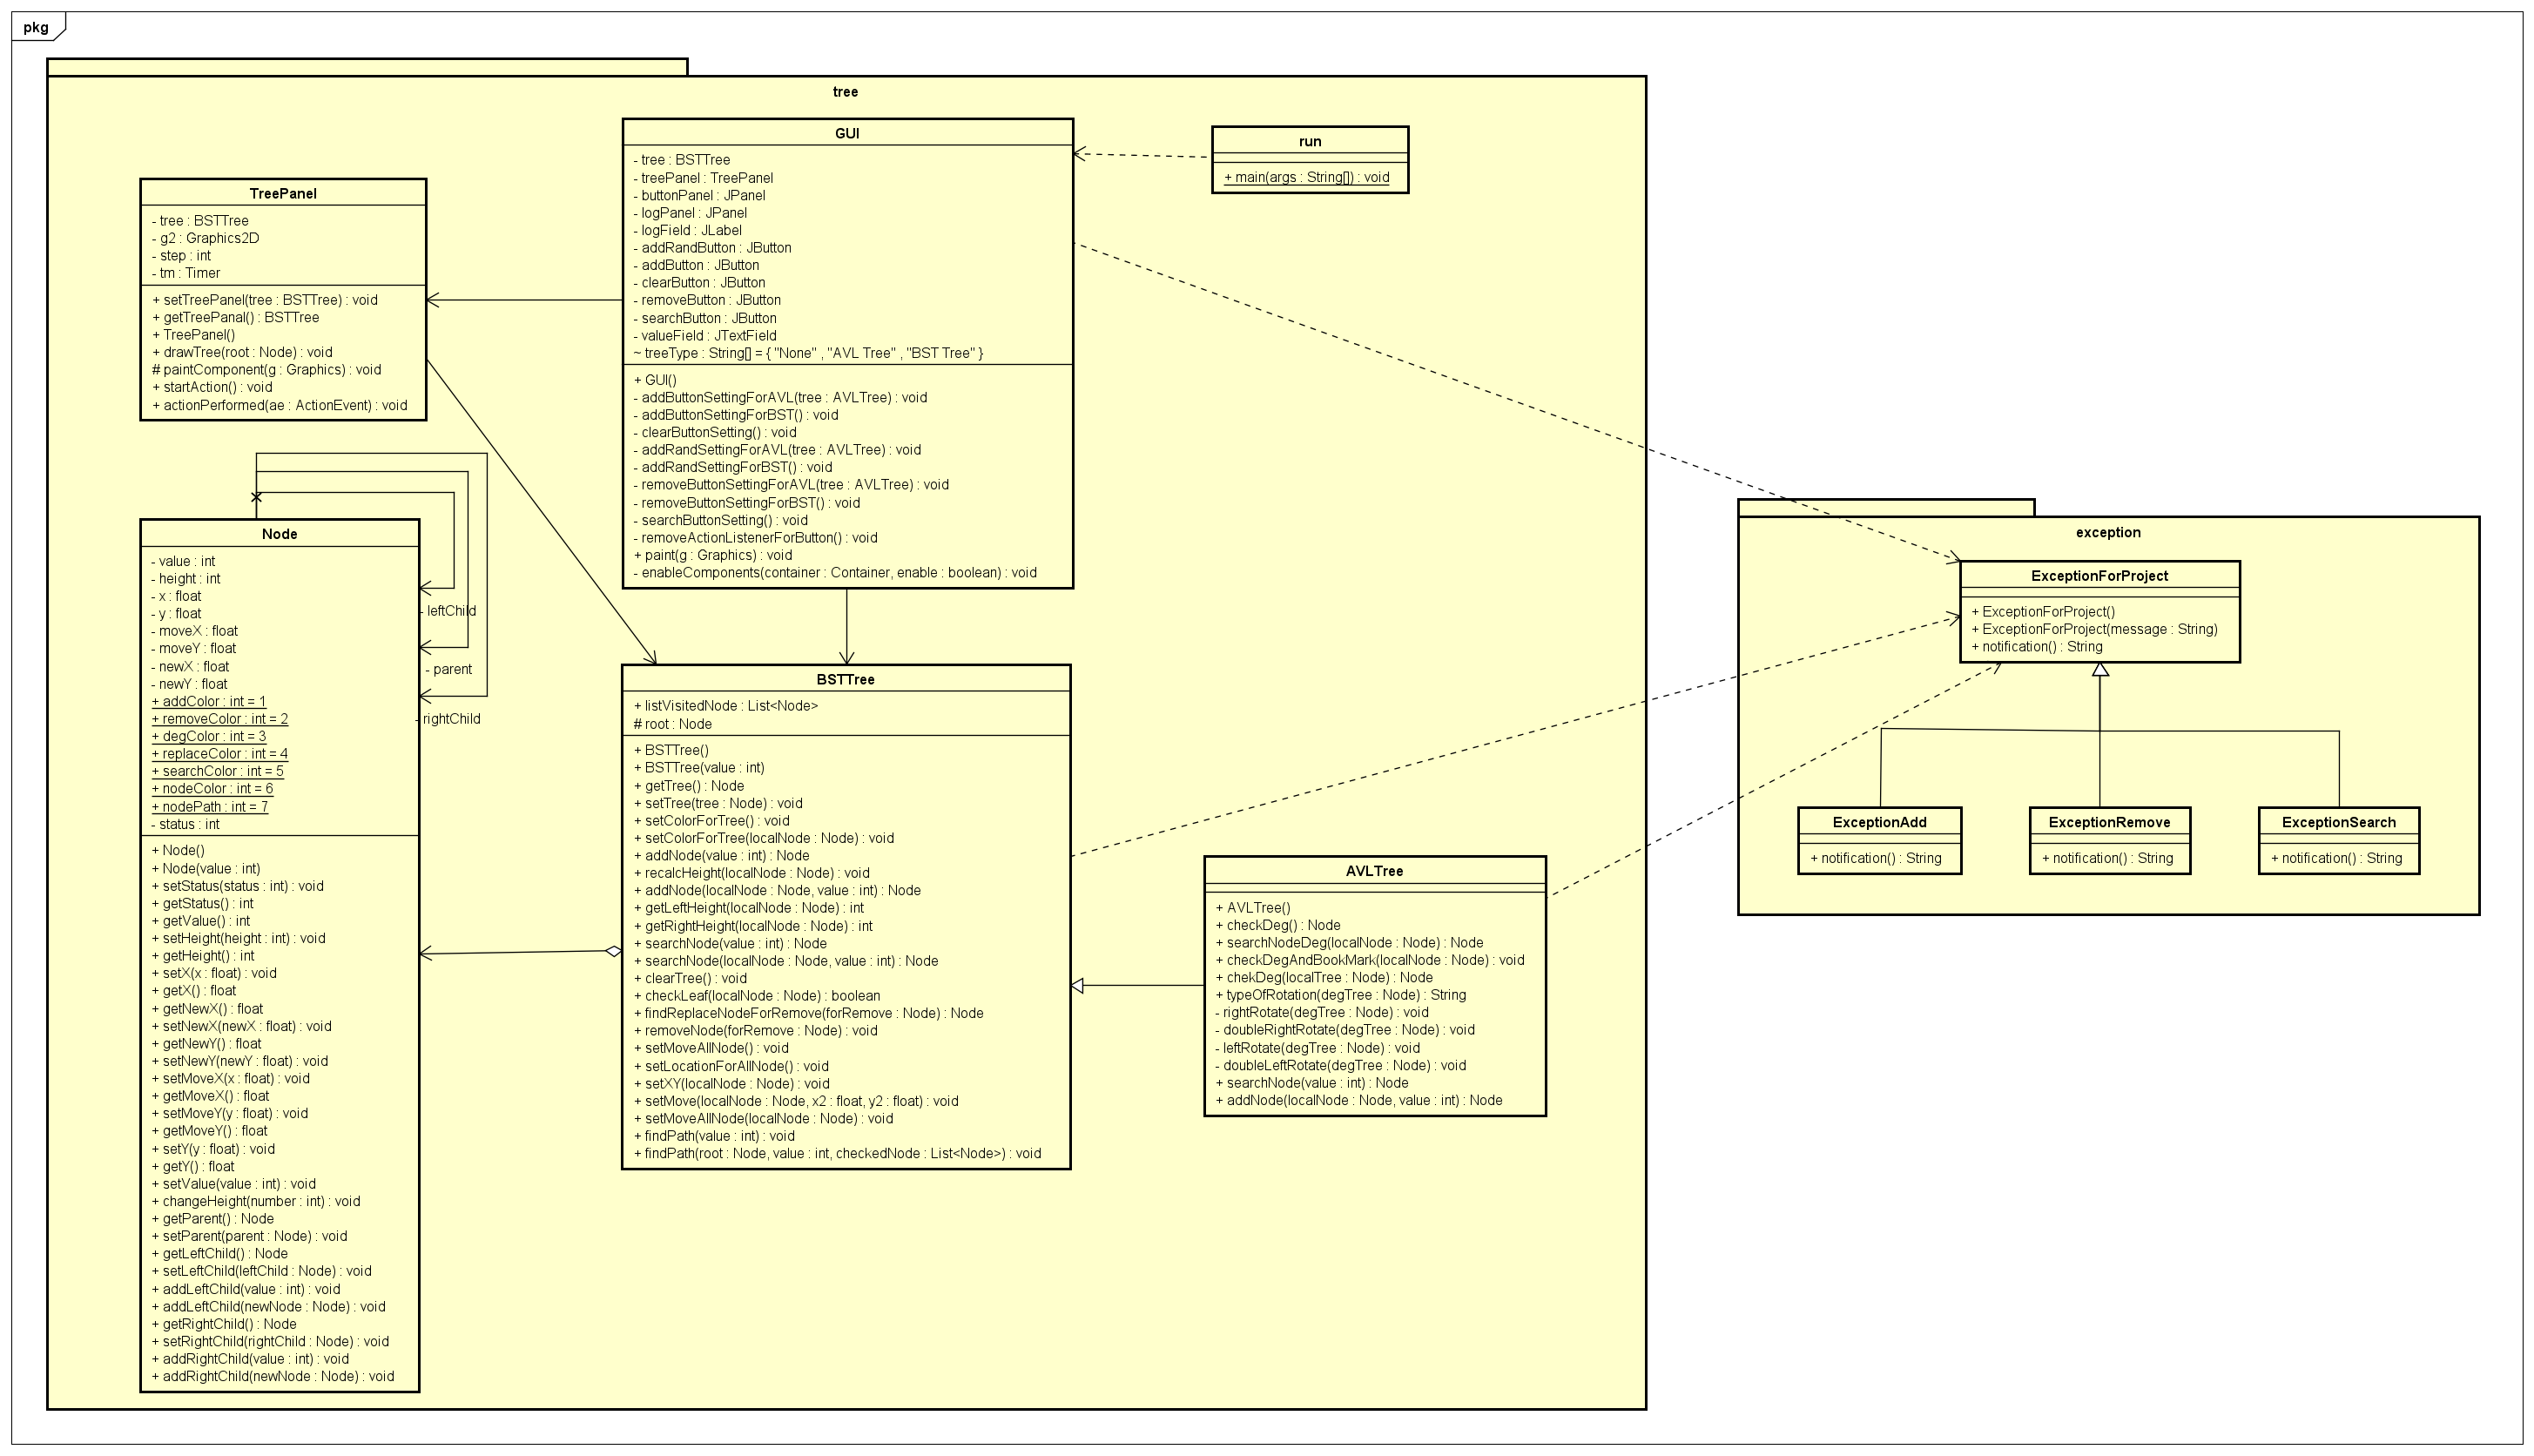 pkg
tree
TreePanel
- tree : BSTTree
- g2 : Graphics2D
- step : int
- tm : Timer
+ setTreePanel(tree : BSTTree) : void
+ getTreePanal() : BSTTree
+ TreePanel()
+ drawTree(root : Node) : void
# paintComponent(g : Graphics) : void
+ startAction() : void
+ actionPerformed(ae : ActionEvent) : void
GUI
- tree : BSTTree
- treePanel : TreePanel
- buttonPanel : JPanel
- logPanel : JPanel
- logField : JLabel
- addRandButton : JButton
- addButton : JButton
- clearButton : JButton
- removeButton : JButton
- searchButton : JButton
- valueField : JTextField
~ treeType : String[] = { "None" , "AVL Tree" , "BST Tree" }
+ GUI()
- addButtonSettingForAVL(tree : AVLTree) : void
- addButtonSettingForBST() : void
- clearButtonSetting() : void
- addRandSettingForAVL(tree : AVLTree) : void
- addRandSettingForBST() : void
- removeButtonSettingForAVL(tree : AVLTree) : void
- removeButtonSettingForBST() : void
- searchButtonSetting() : void
- removeActionListenerForButton() : void
+ paint(g : Graphics) : void
- enableComponents(container : Container, enable : boolean) : void
run
+ main(args : String[]) : void
Node
- value : int
- height : int
- x : float
- y : float
- moveX : float
- moveY : float
- newX : float
- newY : float
+ addColor : int = 1
+ removeColor : int = 2
+ degColor : int = 3
+ replaceColor : int = 4
+ searchColor : int = 5
+ nodeColor : int = 6
+ nodePath : int = 7
- status : int
+ Node()
+ Node(value : int)
+ setStatus(status : int) : void
+ getStatus() : int
+ getValue() : int
+ setHeight(height : int) : void
+ getHeight() : int
+ setX(x : float) : void
+ getX() : float
+ getNewX() : float
+ setNewX(newX : float) : void
+ getNewY() : float
+ setNewY(newY : float) : void
+ setMoveX(x : float) : void
+ getMoveX() : float
+ setMoveY(y : float) : void
+ getMoveY() : float
+ setY(y : float) : void
+ getY() : float
+ setValue(value : int) : void
+ changeHeight(number : int) : void
+ getParent() : Node
+ setParent(parent : Node) : void
+ getLeftChild() : Node
+ setLeftChild(leftChild : Node) : void
+ addLeftChild(value : int) : void
+ addLeftChild(newNode : Node) : void
+ getRightChild() : Node
+ setRightChild(rightChild : Node) : void
+ addRightChild(value : int) : void
+ addRightChild(newNode : Node) : void
- leftChild
- parent
- rightChild
BSTTree
+ listVisitedNode : List<Node>
# root : Node
+ BSTTree()
+ BSTTree(value : int)
+ getTree() : Node
+ setTree(tree : Node) : void
+ setColorForTree() : void
+ setColorForTree(localNode : Node) : void
+ addNode(value : int) : Node
+ recalcHeight(localNode : Node) : void
+ addNode(localNode : Node, value : int) : Node
+ getLeftHeight(localNode : Node) : int
+ getRightHeight(localNode : Node) : int
+ searchNode(value : int) : Node
+ searchNode(localNode : Node, value : int) : Node
+ clearTree() : void
+ checkLeaf(localNode : Node) : boolean
+ findReplaceNodeForRemove(forRemove : Node) : Node
+ removeNode(forRemove : Node) : void
+ setMoveAllNode() : void
+ setLocationForAllNode() : void
+ setXY(localNode : Node) : void
+ setMove(localNode : Node, x2 : float, y2 : float) : void
+ setMoveAllNode(localNode : Node) : void
+ findPath(value : int) : void
+ findPath(root : Node, value : int, checkedNode : List<Node>) : void
AVLTree
+ AVLTree()
+ checkDeg() : Node
+ searchNodeDeg(localNode : Node) : Node
+ checkDegAndBookMark(localNode : Node) : void
+ chekDeg(localTree : Node) : Node
+ typeOfRotation(degTree : Node) : String
- rightRotate(degTree : Node) : void
- doubleRightRotate(degTree : Node) : void
- leftRotate(degTree : Node) : void
- doubleLeftRotate(degTree : Node) : void
+ searchNode(value : int) : Node
+ addNode(localNode : Node, value : int) : Node
exception
ExceptionForProject
+ ExceptionForProject()
+ ExceptionForProject(message : String)
+ notification() : String
ExceptionAdd
+ notification() : String
ExceptionRemove
+ notification() : String
ExceptionSearch
+ notification() : String